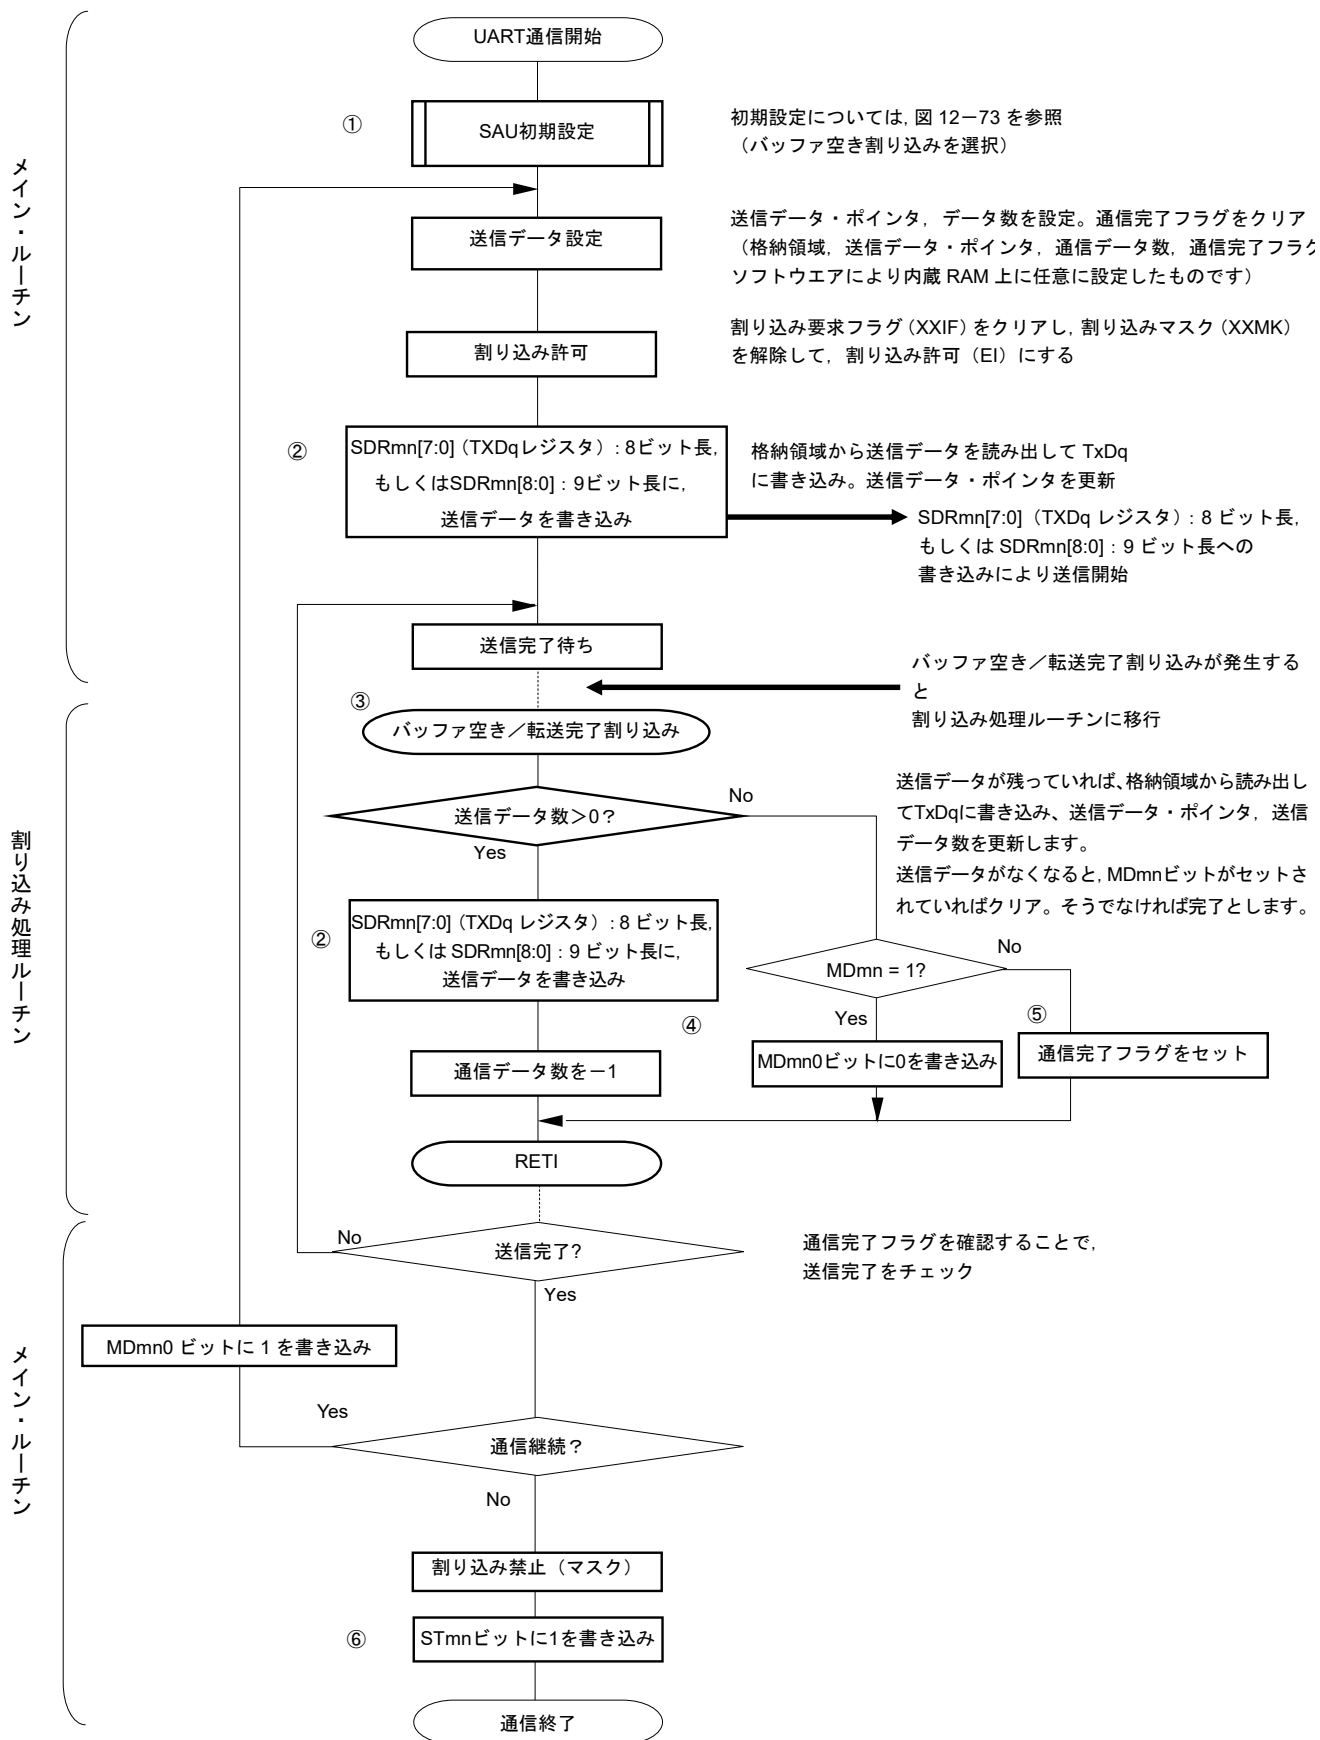 UART通信開始
①
SAU初期設定
初期設定については, 図 12－73 を参照
（バッファ空き割り込みを選択）
メイン・ルーチン
送信データ設定
送信データ・ポインタ，データ数を設定。通信完了フラグをクリア
（格納領域，送信データ・ポインタ，通信データ数，通信完了フラグ
ソフトウエアにより内蔵 RAM 上に任意に設定したものです）
割り込み許可
割り込み要求フラグ（XXIF）をクリアし, 割り込みマスク（XXMK）
を解除して，割り込み許可（EI）にする
②
SDRmn[7:0]（TXDqレジスタ）: 8ビット長,
もしくはSDRmn[8:0]：9ビット長に,
送信データを書き込み
格納領域から送信データを読み出して TxDq
に書き込み。送信データ・ポインタを更新
SDRmn[7:0]（TXDq レジスタ）: 8 ビット長,
もしくは SDRmn[8:0]：9 ビット長への
書き込みにより送信開始
送信完了待ち
バッファ空き／転送完了割り込みが発生する
と
割り込み処理ルーチンに移行
③
バッファ空き／転送完了割り込み
割り込み処理ルーチン
送信データ数＞0？
No
Yes
送信データが残っていれば、格納領域から読み出し
てTxDqに書き込み、送信データ・ポインタ，送信
データ数を更新します。
送信データがなくなると, MDmnビットがセットさ
れていればクリア。そうでなければ完了とします。
②
SDRmn[7:0]（TXDq レジスタ）: 8 ビット長,
もしくは SDRmn[8:0]：9 ビット長に,
送信データを書き込み
MDmn = 1?
No
Yes
④
⑤
MDmn0ビットに0を書き込み
通信完了フラグをセット
通信データ数を－1
RETI
送信完了?
No
Yes
通信完了フラグを確認することで,
送信完了をチェック
メイン・ルーチン
MDmn0 ビットに 1 を書き込み
Yes
通信継続？
No
割り込み禁止（マスク）
⑥
STmnビットに1を書き込み
通信終了